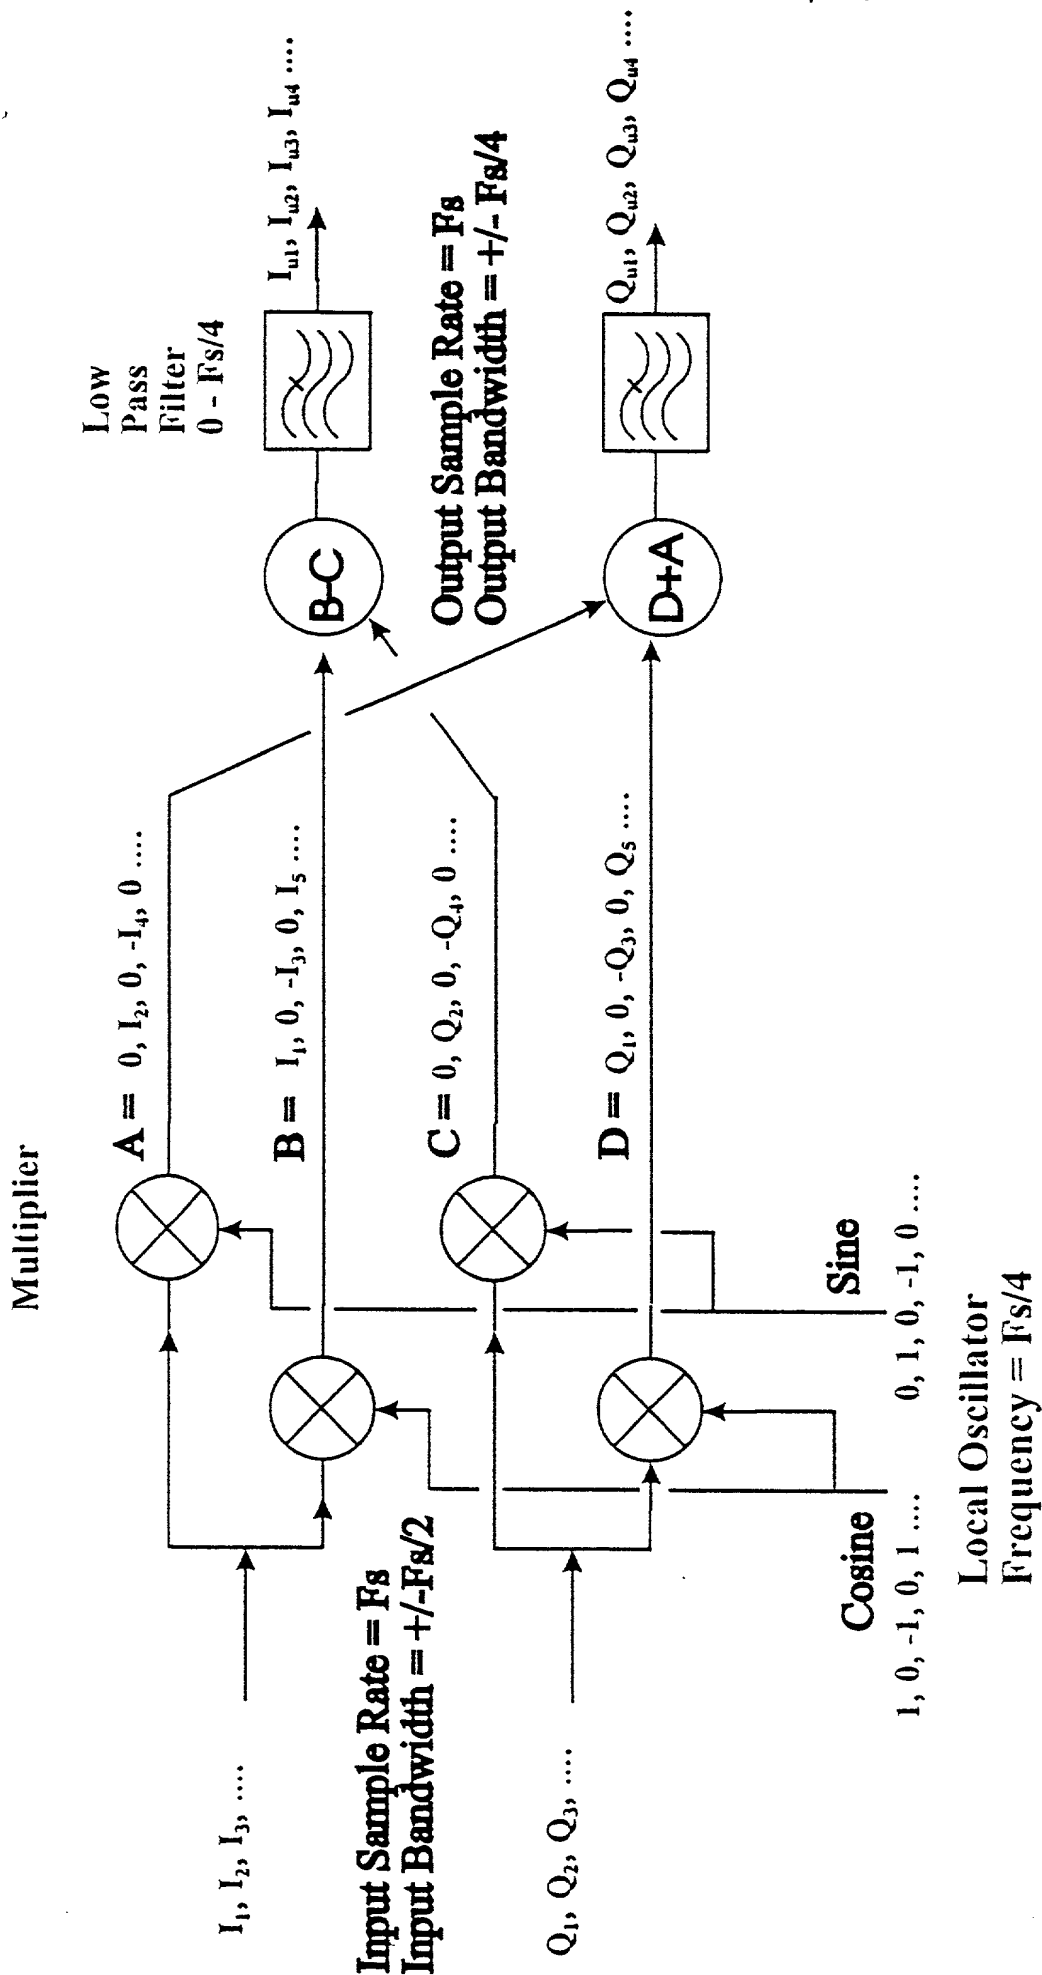 Multiplier
Low
Pass
Filter
0 - Fs/4
A = 0, I2, 0, -I4, 0 ....
Iu1, Iu2, Iu3, Iu4 ....
I1, I2, I3, ....
B = I1, 0, -I3, 0, I5 ....
B-C
Input Sample Rate = Fs
Input Bandwidth = +/-Fs/2
C = 0, Q2, 0, -Q4, 0 ....
Output Sample Rate = Fs
Output Bandwidth = +/- Fs/4
Q1, Q2, Q3, ....
D = Q1, 0, -Q3, 0, Q5 ....
D+A
Qu1, Qu2, Qu3, Qu4 ....
Cosine
Sine
1, 0, -1, 0, 1 ....
0, 1, 0, -1, 0 ....
Local Oscillator
Frequency = Fs/4